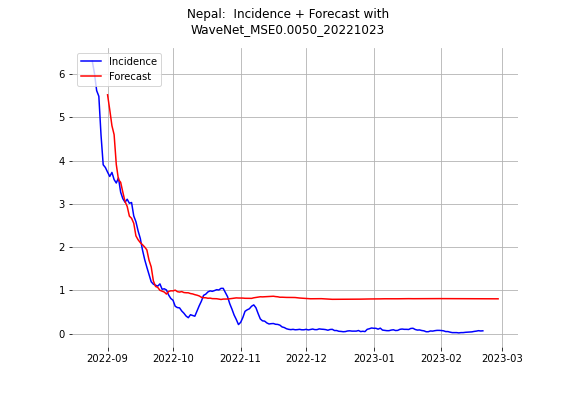 Nepal:  Incidence + Forecast with
WaveNet_MSE0.0050_20221023
Incidence
Forecast
6
5
4
3
2
1
0
2022-09 2022-10 2022-11 2022-12 2023-01 2023-02 2023-03